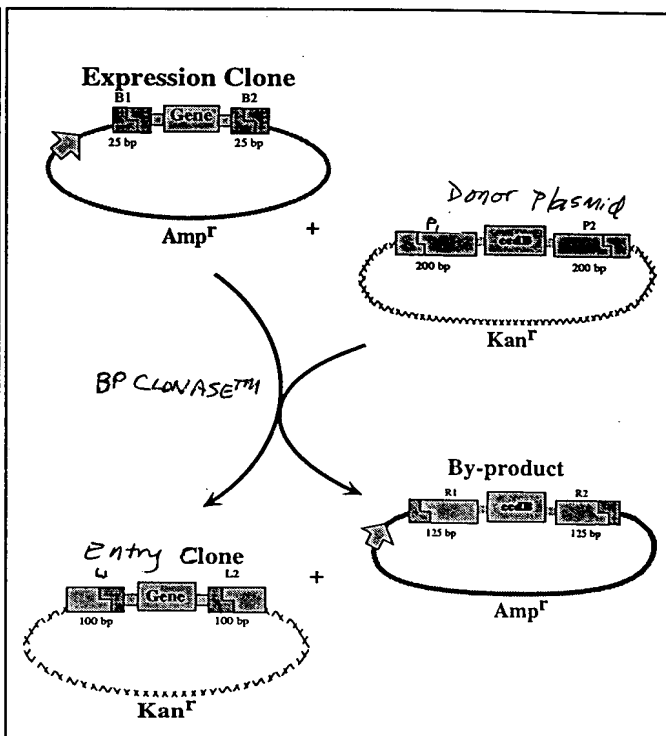 Expression Clone
B1 B2
Gene
25 bp 25 bp
Amp^r
+
Donor Plasmid
P1 P2
ccdB
200 bp 200 bp
Kan^r
BP CLONASE™
By-product
R1 R2
ccdB
125 bp 125 bp
Amp^r
Entry Clone
L1 L2
Gene
100 bp 100 bp
+
Kan^r